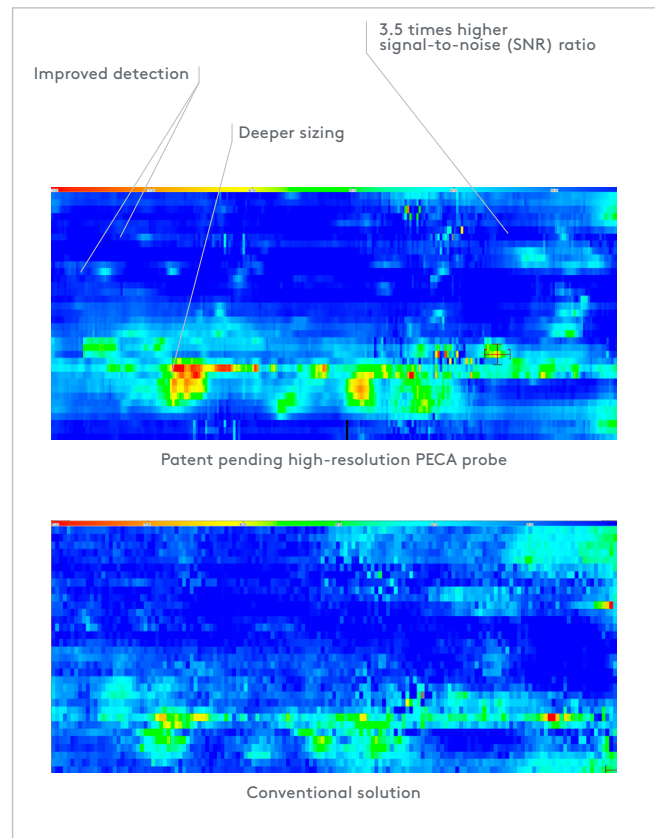 3.5 times higher
signal-to-noise (SNR) ratio
Improved detection
Deeper sizing
Patent pending high-resolution PECA probe
Conventional solution